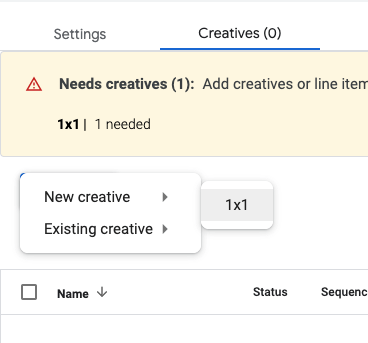 Settings
Creatives (0)
Needs creatives (1): Add creatives or line item
1x1 | 1 needed
New creative
1x1
Existing creative
Name
Status
Sequenc